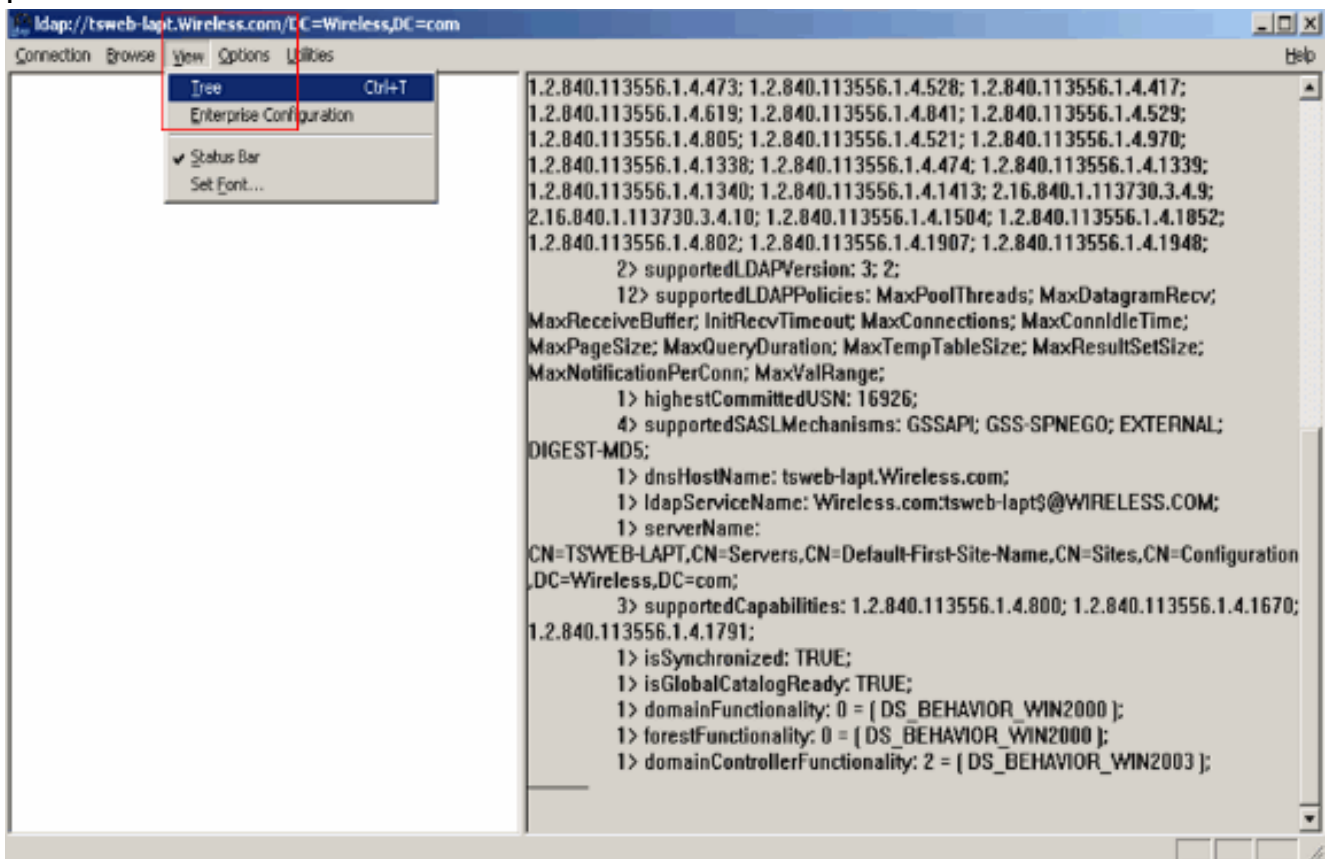 ldap://tsweb-lapt.Wireless.com/DC=Wireless,DC=com
Connection Browse View Options Utilities Help
Tree Ctrl+T
Enterprise Configuration
Status Bar
Set Font...
1.2.840.113556.1.4.473; 1.2.840.113556.1.4.528; 1.2.840.113556.1.4.417;
1.2.840.113556.1.4.619; 1.2.840.113556.1.4.841; 1.2.840.113556.1.4.529;
1.2.840.113556.1.4.805; 1.2.840.113556.1.4.521; 1.2.840.113556.1.4.970;
1.2.840.113556.1.4.1338; 1.2.840.113556.1.4.474; 1.2.840.113556.1.4.1339;
1.2.840.113556.1.4.1340; 1.2.840.113556.1.4.1413; 2.16.840.1.113730.3.4.9;
2.16.840.1.113730.3.4.10; 1.2.840.113556.1.4.1504; 1.2.840.113556.1.4.1852;
1.2.840.113556.1.4.802; 1.2.840.113556.1.4.1907; 1.2.840.113556.1.4.1948;
2> supportedLDAPVersion: 3; 2;
12> supportedLDAPPolicies: MaxPoolThreads; MaxDatagramRecv;
MaxReceiveBuffer; InitRecvTimeout; MaxConnections; MaxConnIdleTime;
MaxPageSize; MaxQueryDuration; MaxTempTableSize; MaxResultSetSize;
MaxNotificationPerConn; MaxValRange;
1> highestCommittedUSN: 16926;
4> supportedSASLMechanisms: GSSAPI; GSS-SPNEGO; EXTERNAL;
DIGEST-MD5;
1> dnsHostName: tsweb-lapt.Wireless.com;
1> ldapServiceName: Wireless.com:tsweb-lapt$@WIRELESS.COM;
1> serverName:
CN=TSWEB-LAPT,CN=Servers,CN=Default-First-Site-Name,CN=Sites,CN=Configuration
,DC=Wireless,DC=com;
3> supportedCapabilities: 1.2.840.113556.1.4.800; 1.2.840.113556.1.4.1670;
1.2.840.113556.1.4.1791;
1> isSynchronized: TRUE;
1> isGlobalCatalogReady: TRUE;
1> domainFunctionality: 0 = ( DS_BEHAVIOR_WIN2000 );
1> forestFunctionality: 0 = ( DS_BEHAVIOR_WIN2000 );
1> domainControllerFunctionality: 2 = ( DS_BEHAVIOR_WIN2003 );